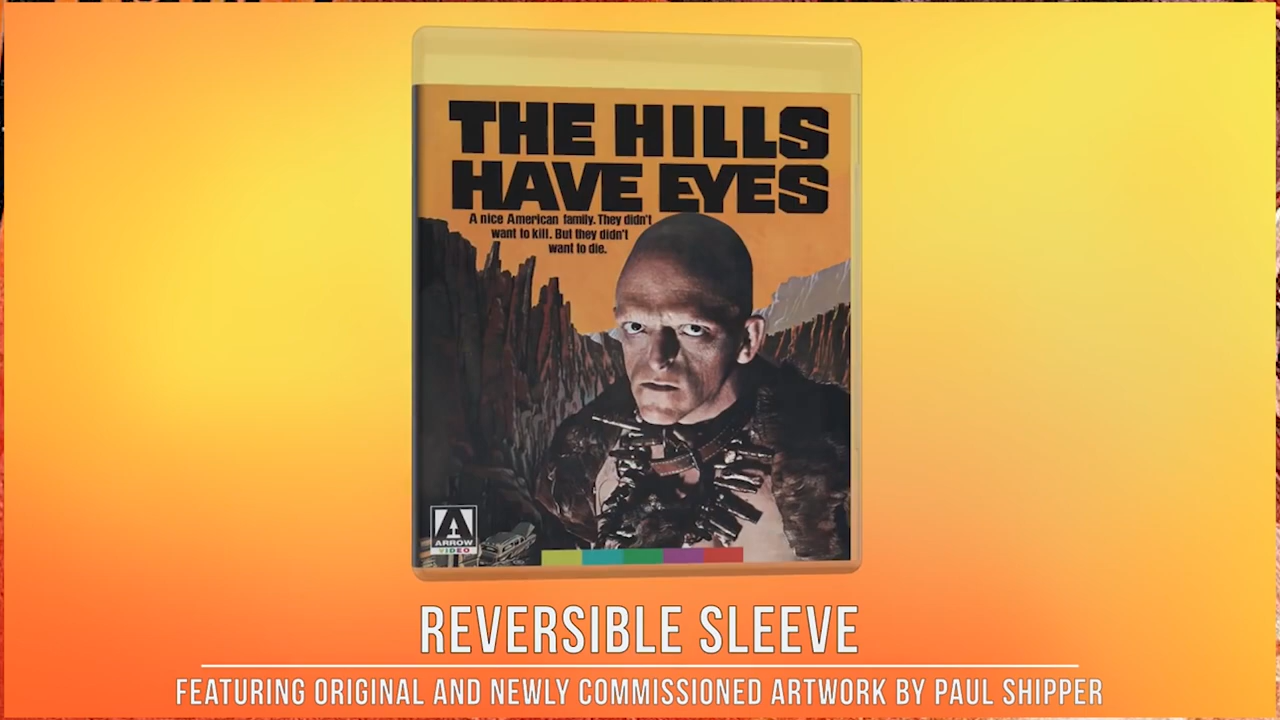 THE HILLS
HAVE EYES
A nice American family. They didn't
want to kill. But they didn't
want to die.
ARROW
VIDEO
REVERSIBLE SLEEVE
FEATURING ORIGINAL AND NEWLY COMMISSIONED ARTWORK BY PAUL SHIPPER